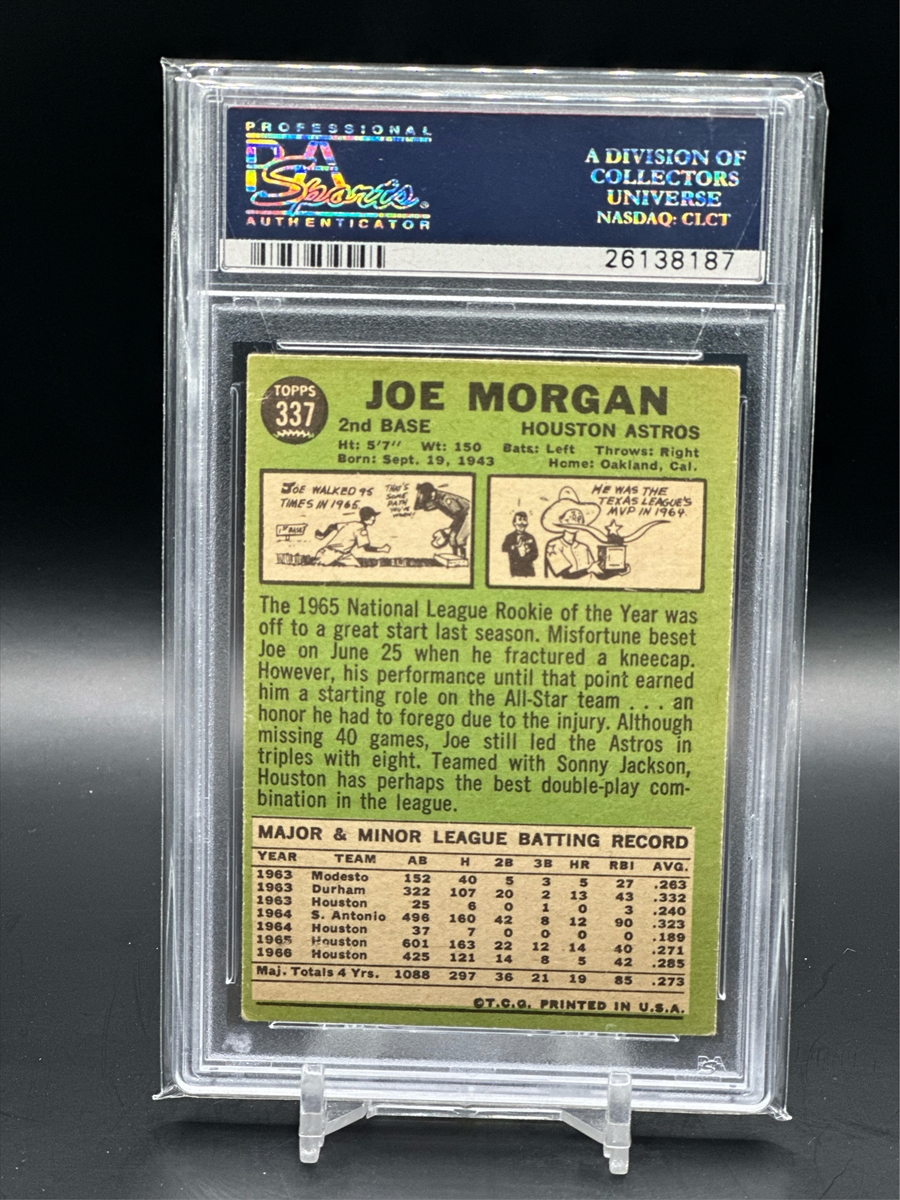 PROFESSIONAL
PSA
Sports®
AUTHENTICATOR
A DIVISION OF
COLLECTORS
UNIVERSE
NASDAQ: CLCT
26138187
TOPPS
337
JOE MORGAN
2nd BASE HOUSTON ASTROS
Ht: 5'7" Wt: 150 Bats: Left Throws: Right
Born: Sept. 19, 1943 Home: Oakland, Cal.
JOE WALKED 95
TIMES IN 1965.
THAT'S
SOME
PATH
YOU'VE
WORN!
1ST BASE
HE WAS THE
TEXAS LEAGUE'S
MVP IN 1964.
The 1965 National League Rookie of the Year was
off to a great start last season. Misfortune beset
Joe on June 25 when he fractured a kneecap.
However, his performance until that point earned
him a starting role on the All-Star team . . . an
honor he had to forego due to the injury. Although
missing 40 games, Joe still led the Astros in
triples with eight. Teamed with Sonny Jackson,
Houston has perhaps the best double-play com-
bination in the league.
MAJOR & MINOR LEAGUE BATTING RECORD
YEAR TEAM AB H 2B 3B HR RBI AVG.
1963 Modesto 152 40 5 3 5 27 .263
1963 Durham 322 107 20 2 13 43 .332
1963 Houston 25 6 0 1 0 3 .240
1964 S. Antonio 496 160 42 8 12 90 .323
1964 Houston 37 7 0 0 0 0 .189
1965 Houston 601 163 22 12 14 40 .271
1966 Houston 425 121 14 8 5 42 .285
Maj. Totals 4 Yrs. 1088 297 36 21 19 85 .273
©T.C.G. PRINTED IN U.S.A.
PSA